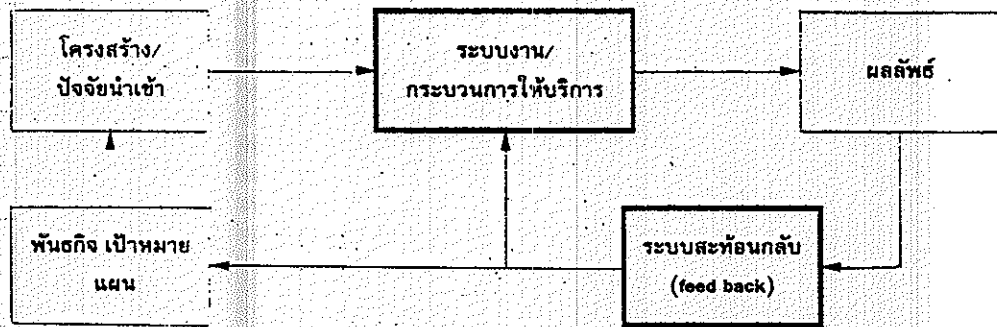 โครงสร้าง/
ปัจจัยนำเข้า
ระบบงาน/
กระบวนการให้บริการ
ผลลัพธ์
พันธกิจ เป้าหมาย
แผน
ระบบสะท้อนกลับ
(feed back)